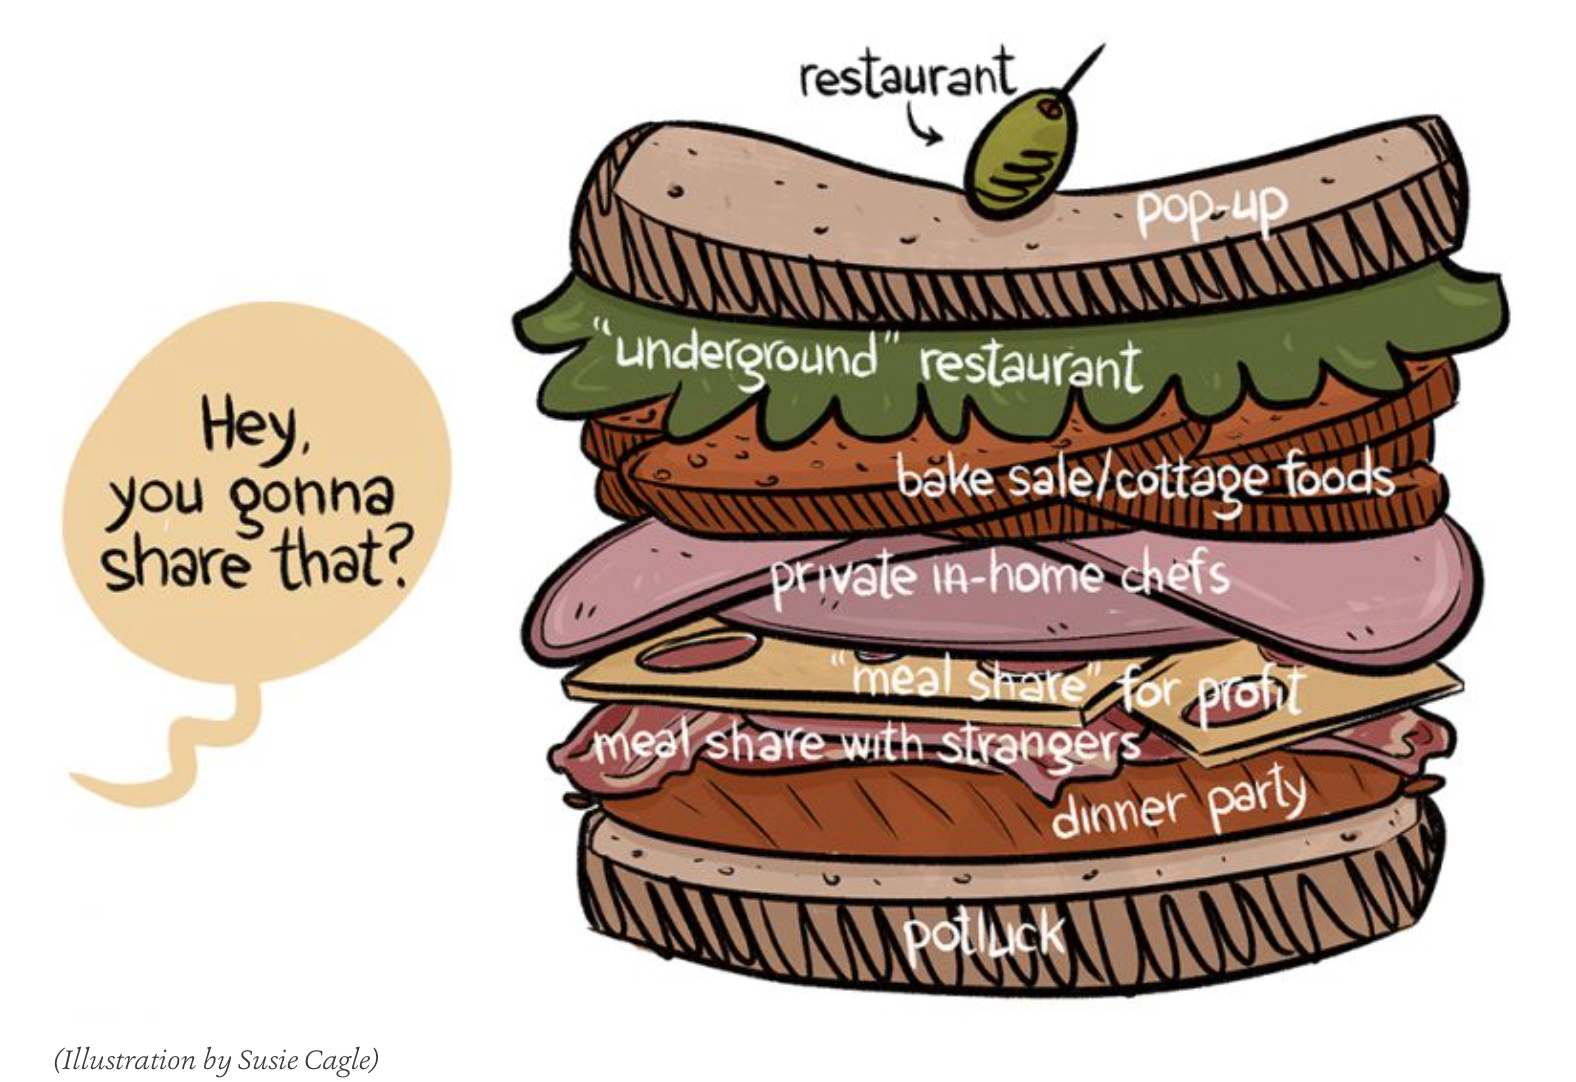 restaurant
pop-up
"underground" restaurant
bake sale/cottage foods
private in-home chefs
"meal share" for profit
meal share with strangers
dinner party
potluck
Hey,
you gonna
share that?
(Illustration by Susie Cagle)